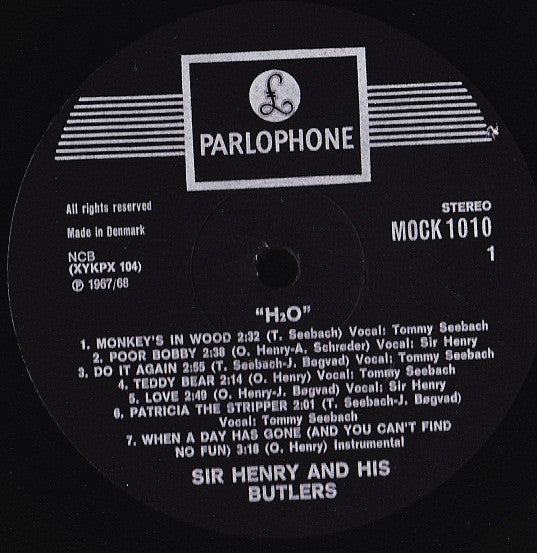 £
PARLOPHONE
All rights reserved
Made in Denmark
NCB
(XYKPX 104)
℗ 1967/68
STEREO
MOCK 1010
1
"H₂O"
1. MONKEY'S IN WOOD 2:32 (T. Seebach) Vocal: Tommy Seebach
2. POOR BOBBY 2:38 (O. Henry-A. Schrøder) Vocal: Sir Henry
3. DO IT AGAIN 2:55 (T. Seebach-J. Bøgvad) Vocal: Tommy Seebach
4. TEDDY BEAR 2:14 (O. Henry) Vocal: Tommy Seebach
5. LOVE 2:49 (O. Henry-J. Bøgvad) Vocal: Sir Henry
6. PATRICIA THE STRIPPER 2:01 (T. Seebach-J. Bøgvad)
Vocal: Tommy Seebach
7. WHEN A DAY HAS GONE (AND YOU CAN'T FIND
NO FUN) 3:18 (O. Henry) Instrumental
SIR HENRY AND HIS
BUTLERS